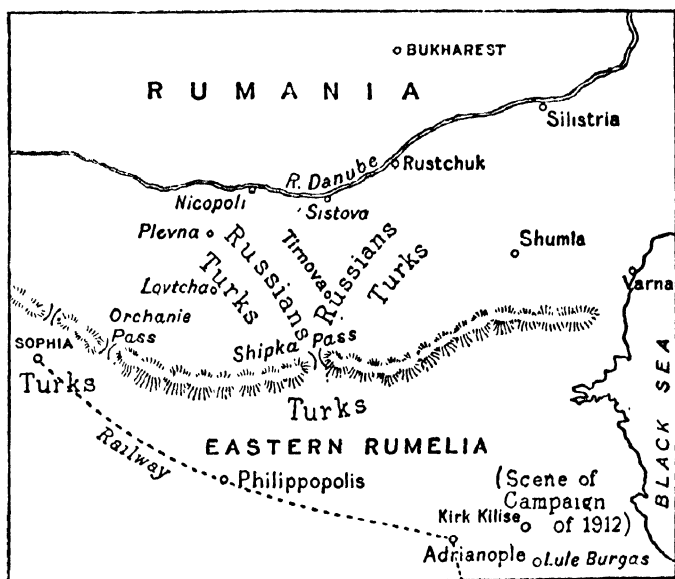 BUKHAREST
RUMANIA
Silistria
R. Danube
Rustchuk
Nicopoli
Sistova
Plevna
Russians
Tirnova
Russians
Shumla
Turks
Turks
Lovtcha
Varna
Orchanie
Pass
SOPHIA
Shipka Pass
Turks
Turks
BLACK SEA
Railway
EASTERN RUMELIA
Philippopolis
(Scene of
Campaign
of 1912)
Kirk Kilise
Adrianople
Lule Burgas